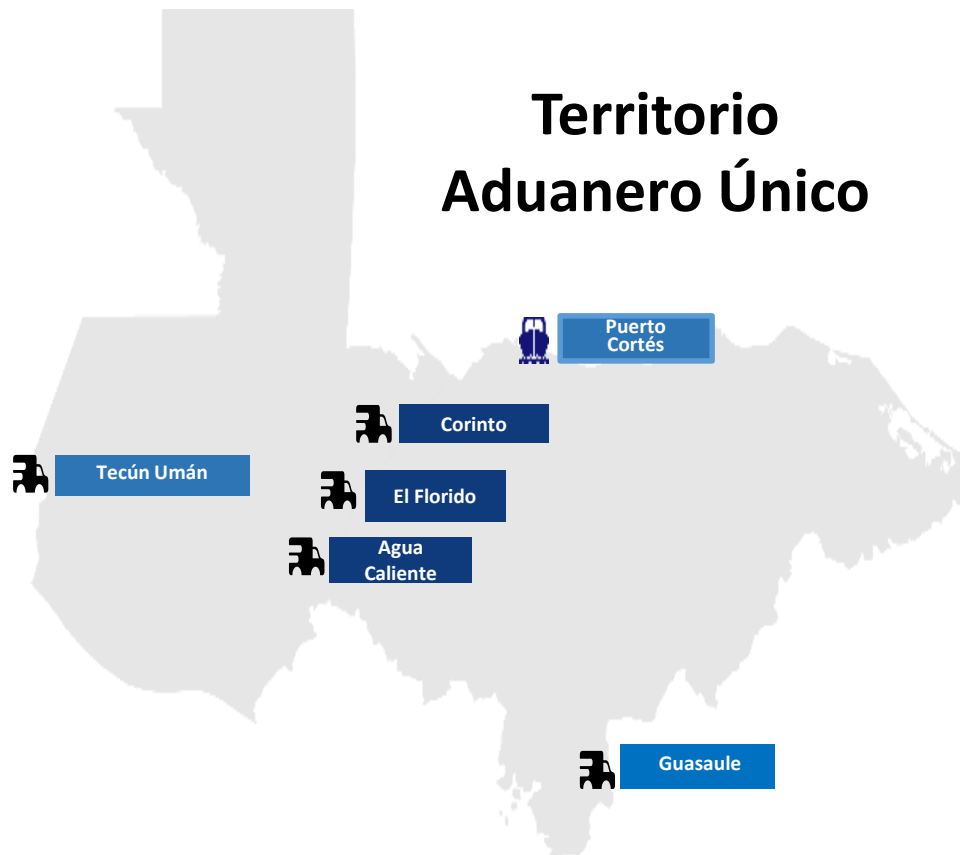 Territorio
Aduanero Único
Puerto
Cortés
Corinto
Tecún Umán
El Florido
Agua
Caliente
Guasaule